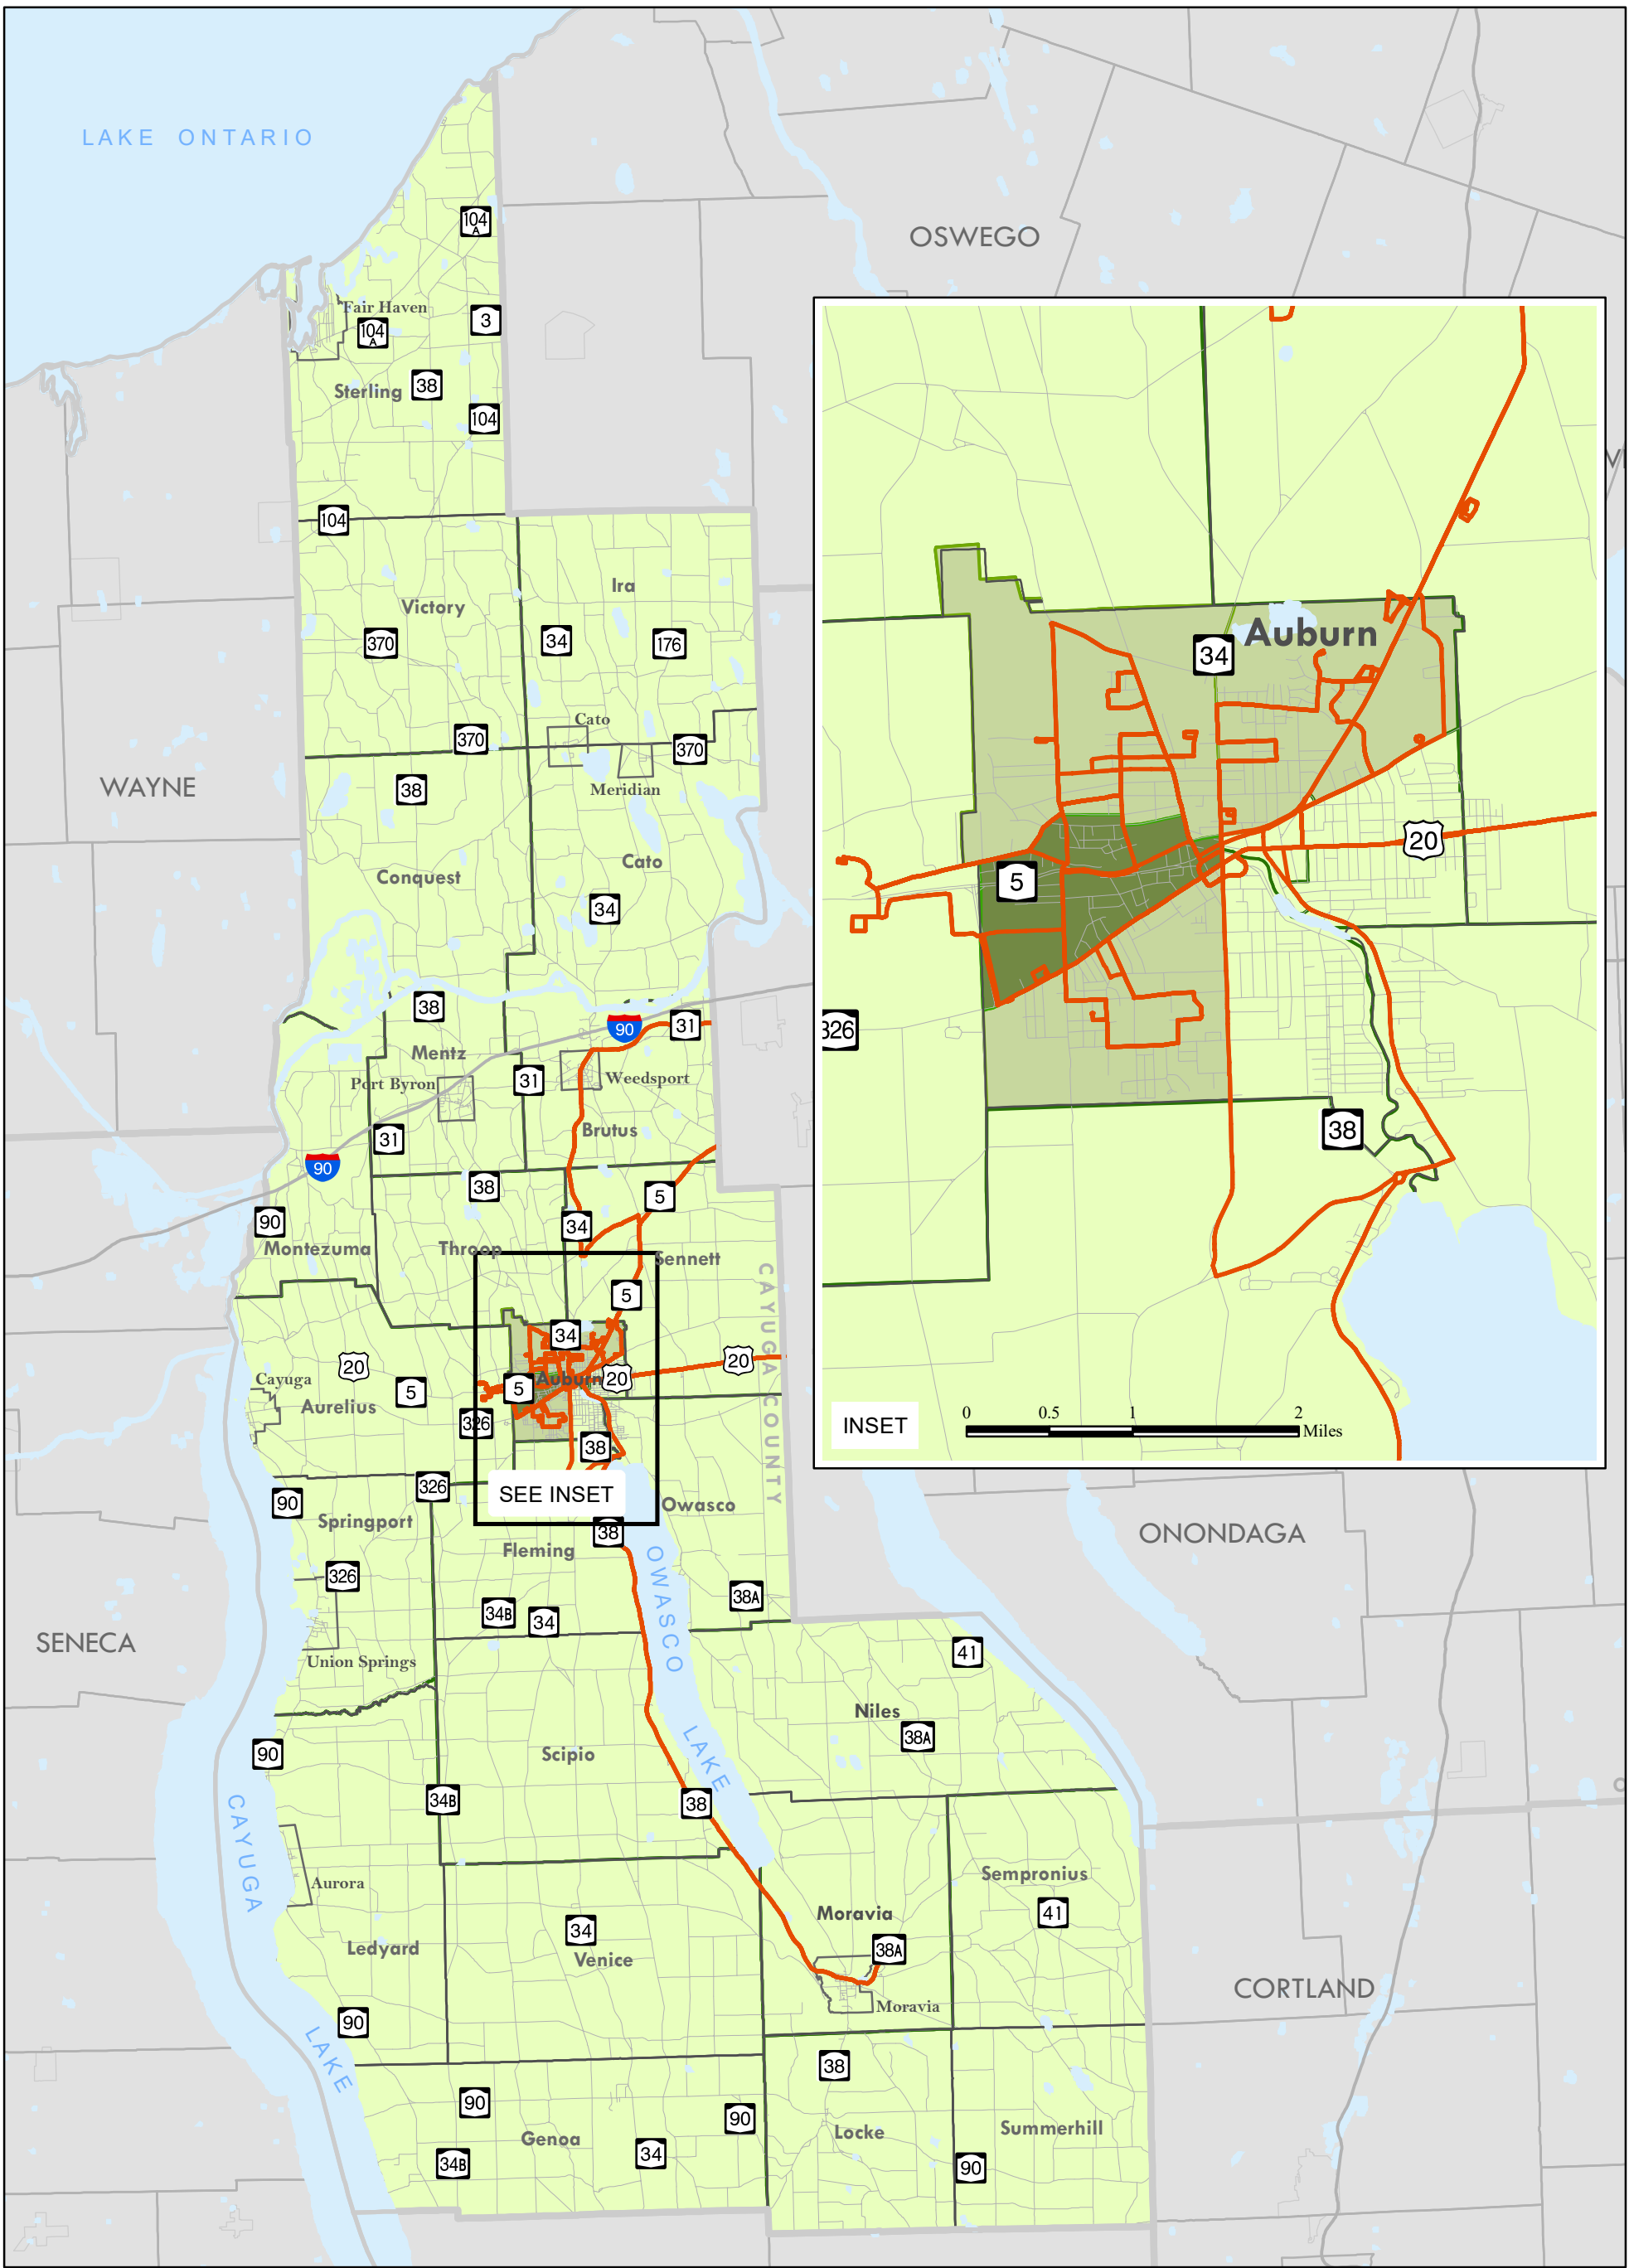 LAKE ONTARIO
104
A
OSWEGO
Fair Haven
104
A
3
Sterling
38
104
104
Ira
Victory
370
34
176
Cato
370
370
WAYNE
38
Meridian
Cato
Conquest
34
38
90
31
Mentz
Port Byron
31
Weedsport
31
Brutus
90
38
5
90
34
Montezuma
Throop
Sennett
CAYUGA COUNTY
5
34
20
20
Cayuga
5
5
Auburn
20
Aurelius
326
38
326
SEE INSET
90
Owasco
Springport
38
Fleming
ONONDAGA
326
OWASCO
38A
34B
34
SENECA
Union Springs
41
Niles
38A
90
Scipio
LAKE
34B
38
CAYUGA
Sempronius
Aurora
Moravia
41
34
38A
Ledyard
Venice
CORTLAND
Moravia
90
LAKE
38
90
90
Genoa
Locke
Summerhill
34
34B
90
Auburn
34
20
5
326
38
INSET
0 0.5 1 2
Miles